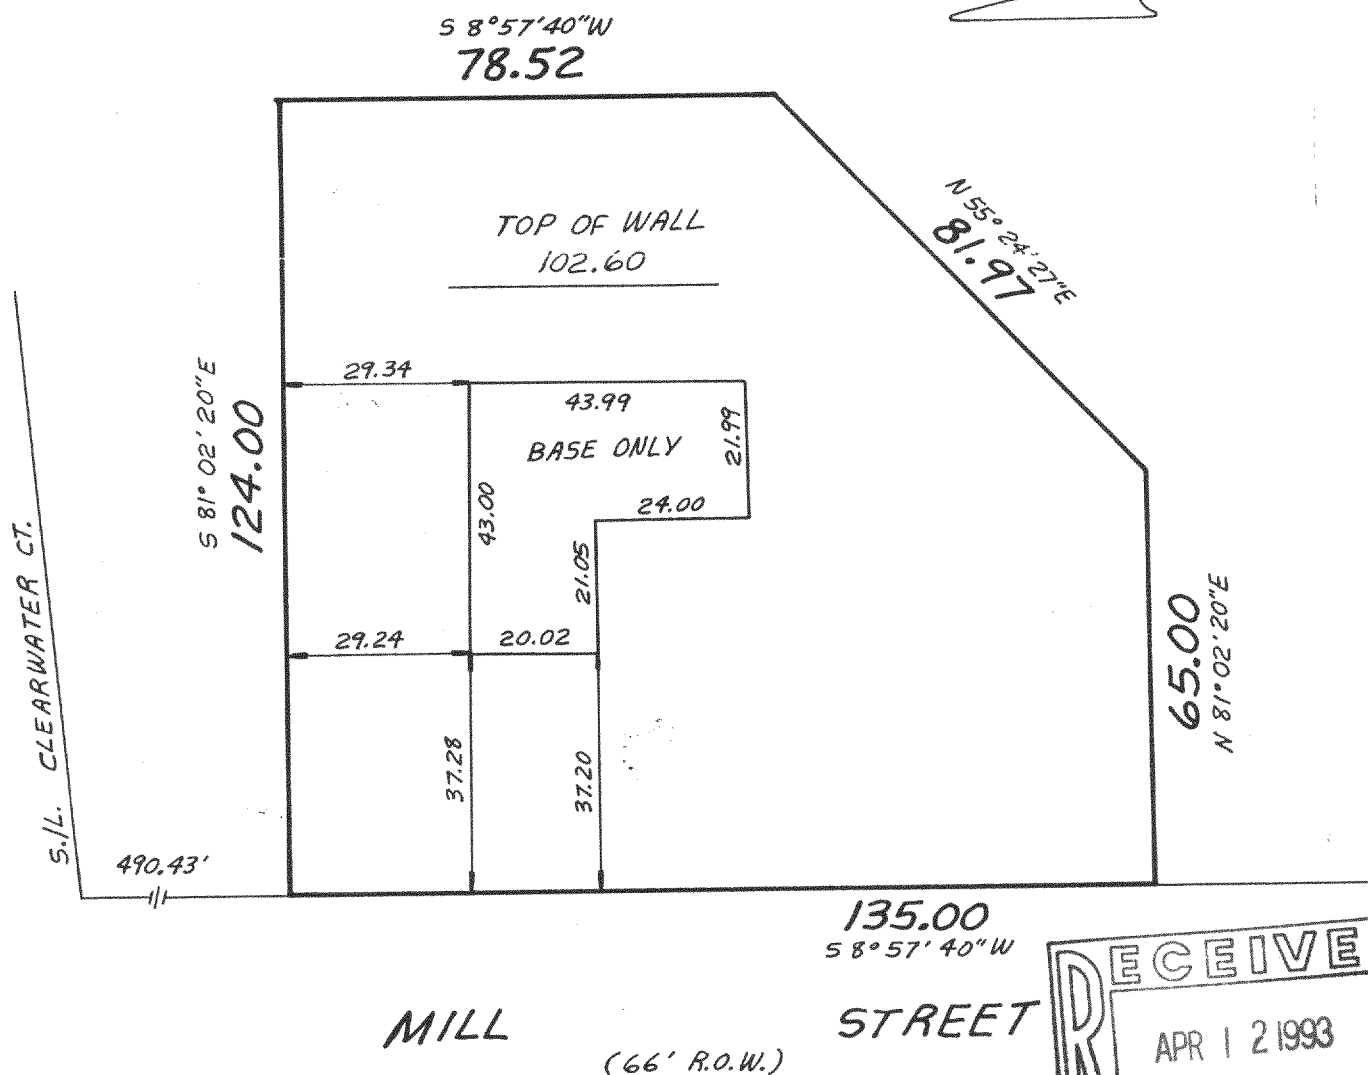 S 8°57'40"W
78.52
N 55° 24' 27"E
81.97
TOP OF WALL
102.60
29.34
43.99
21.99
BASE ONLY
S 81° 02' 20"E
124.00
43.00
24.00
21.05
S./L. CLEARWATER CT.
29.24
20.02
65.00
N 81° 02' 20"E
37.28
37.20
490.43'
135.00
S 8° 57' 40" W
MILL STREET
(66' R.O.W.)
RECEIVE
APR 12 1993